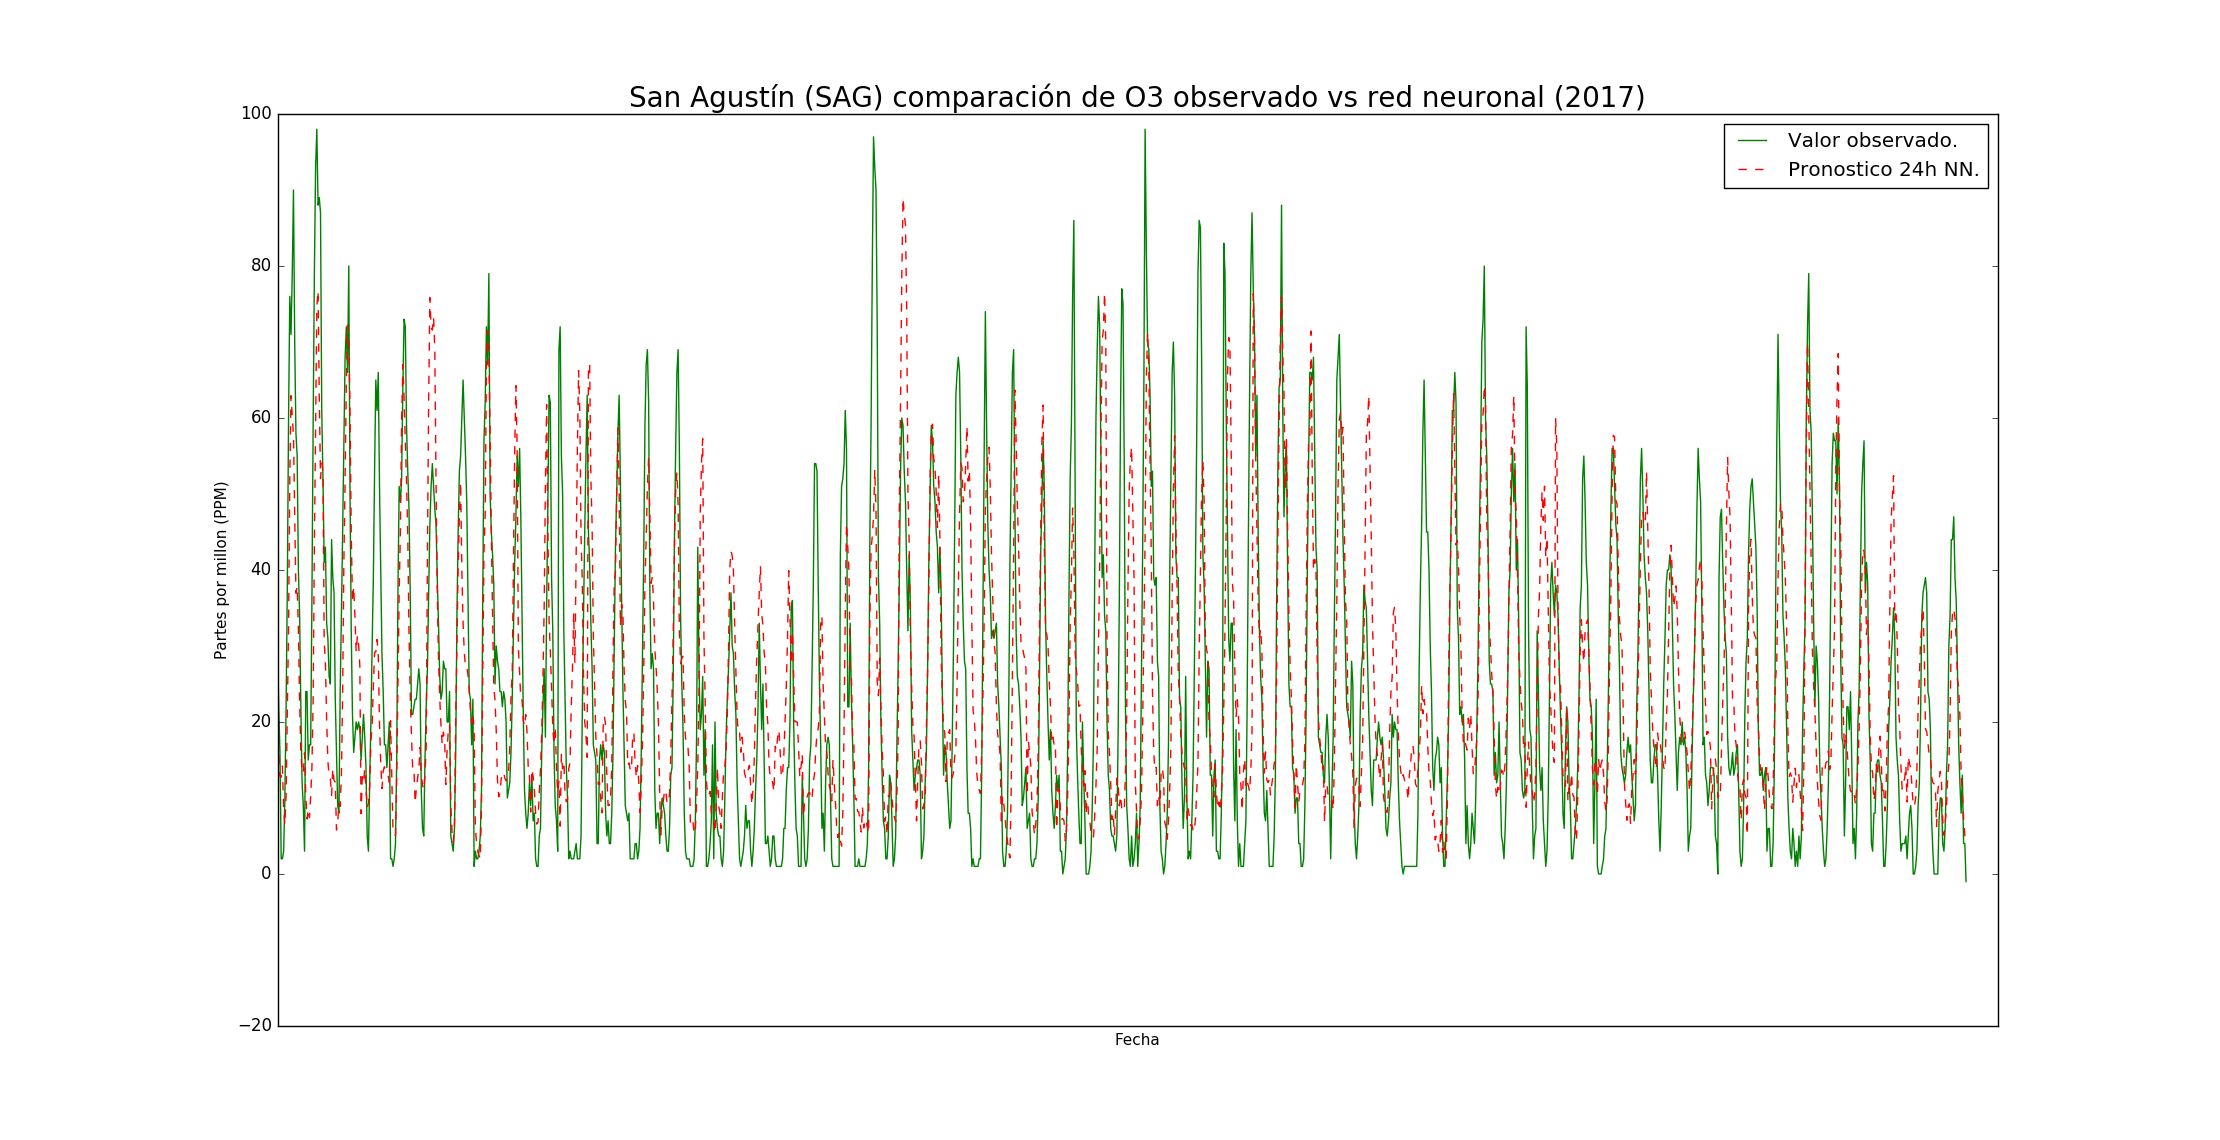 San Agustín (SAG) comparación de O3 observado vs red neuronal (2017)
100
80
60
40
20
0
−20
Partes por millon (PPM)
Valor observado.
Pronostico 24h NN.
Fecha